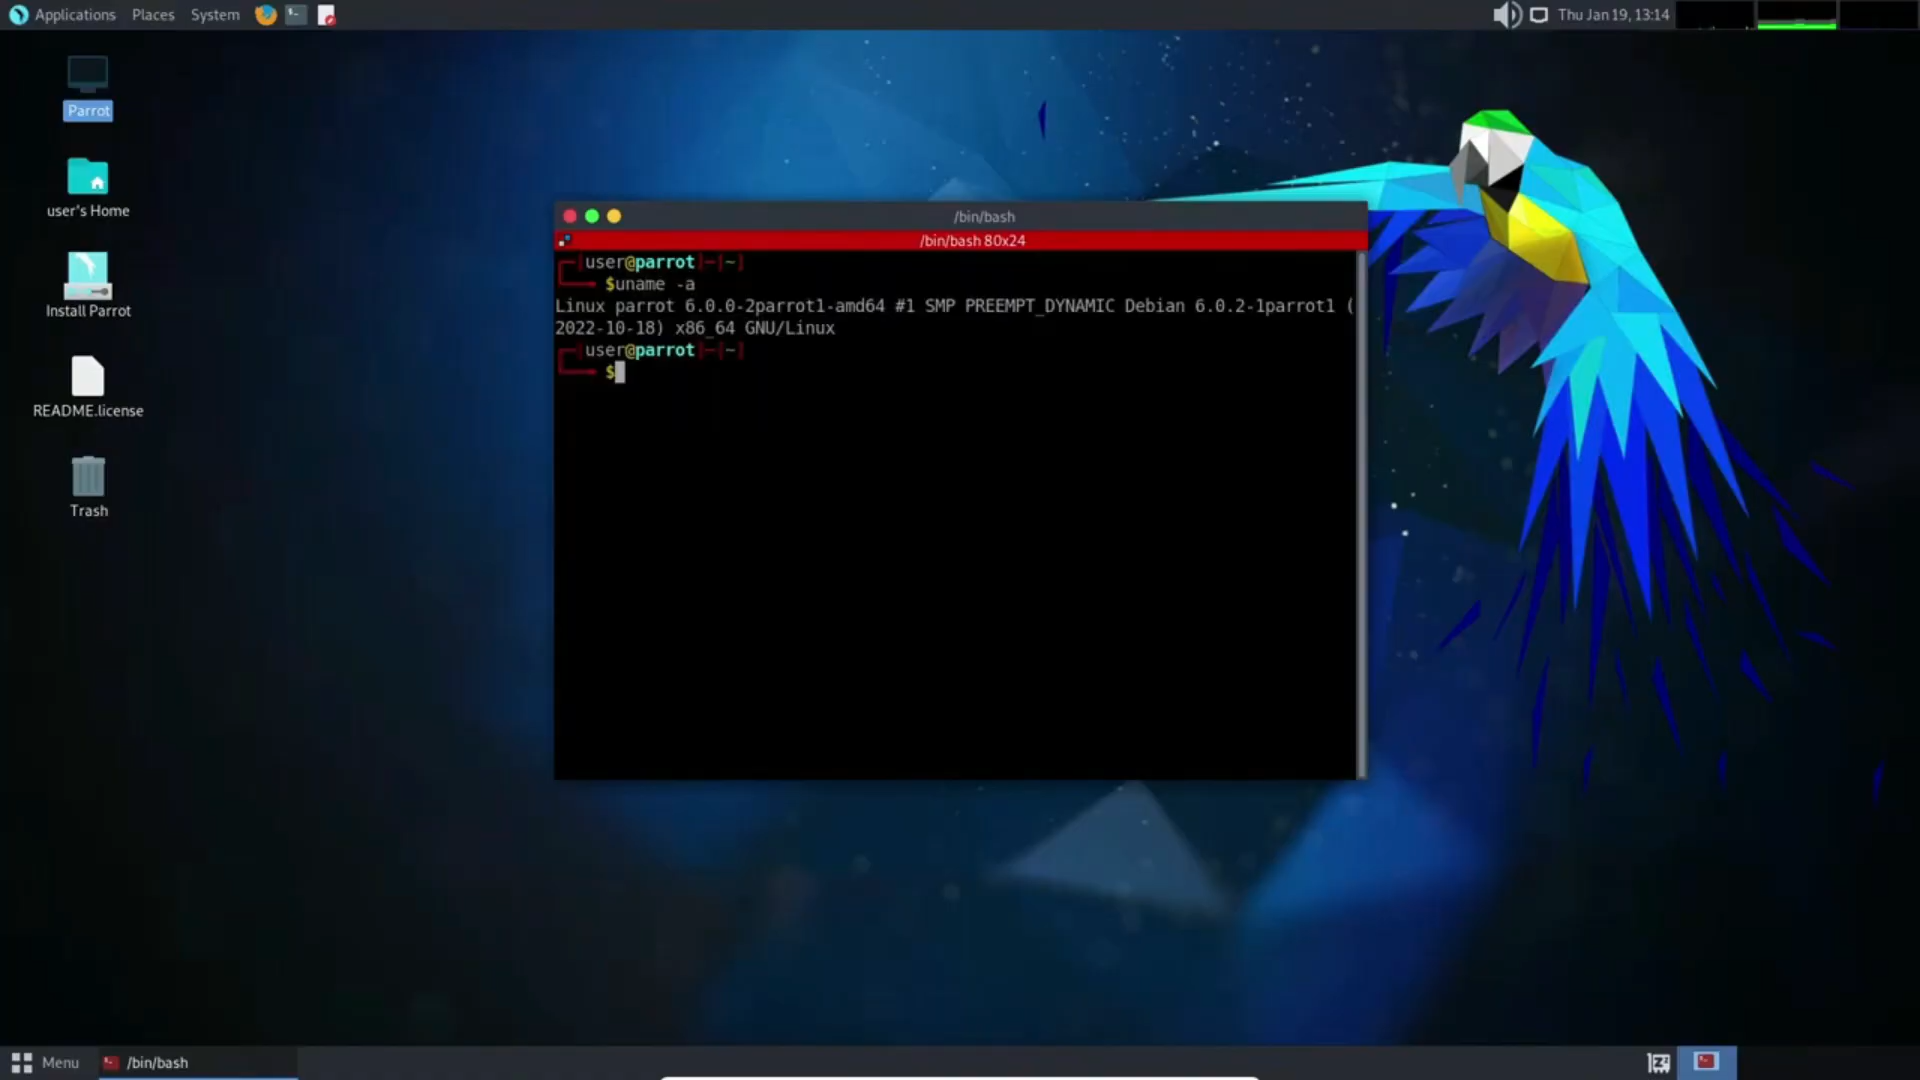 Applications Places System
Thu Jan 19, 13:14
Parrot
user's Home
Install Parrot
README.license
Trash
/bin/bash
/bin/bash 80x24
[user@parrot]-[~]
$uname -a
Linux parrot 6.0.0-2parrot1-amd64 #1 SMP PREEMPT_DYNAMIC Debian 6.0.2-1parrot1 (
2022-10-18) x86_64 GNU/Linux
[user@parrot]-[~]
$
Menu /bin/bash